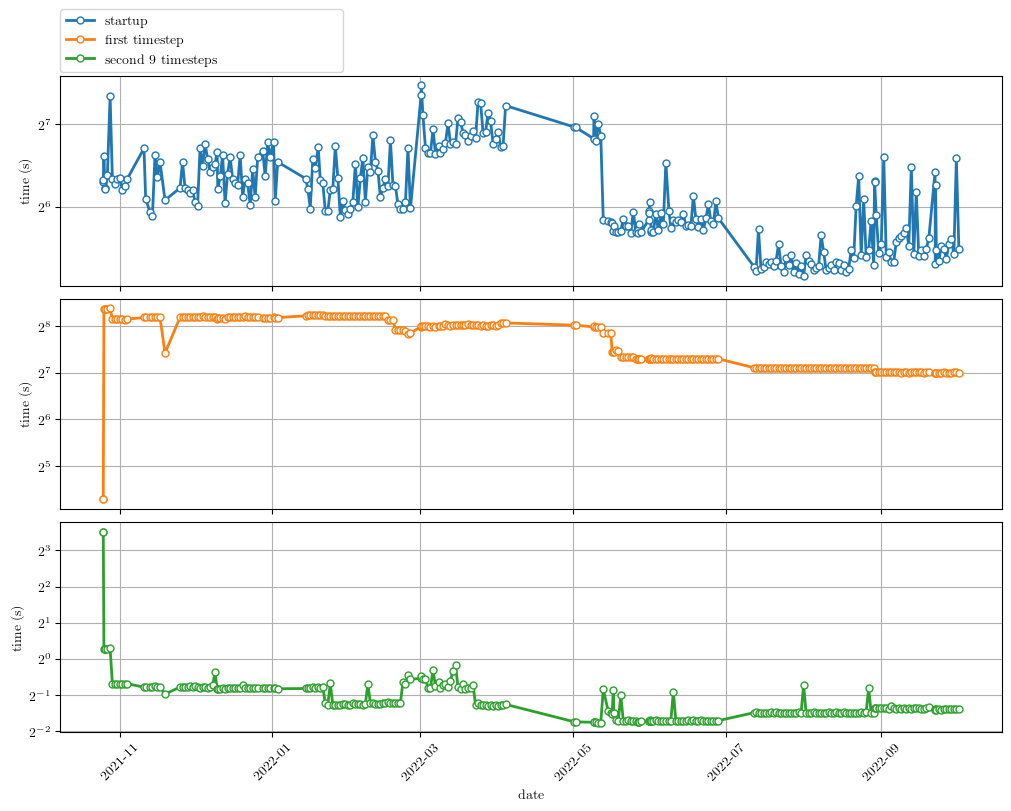 startup
first timestep
second 9 timesteps
2^7
2^6
time (s)
2^8
2^7
2^6
2^5
time (s)
2^3
2^2
2^1
2^0
2^−1
2^−2
time (s)
2021-11
2022-01
2022-03
2022-05
2022-07
2022-09
date